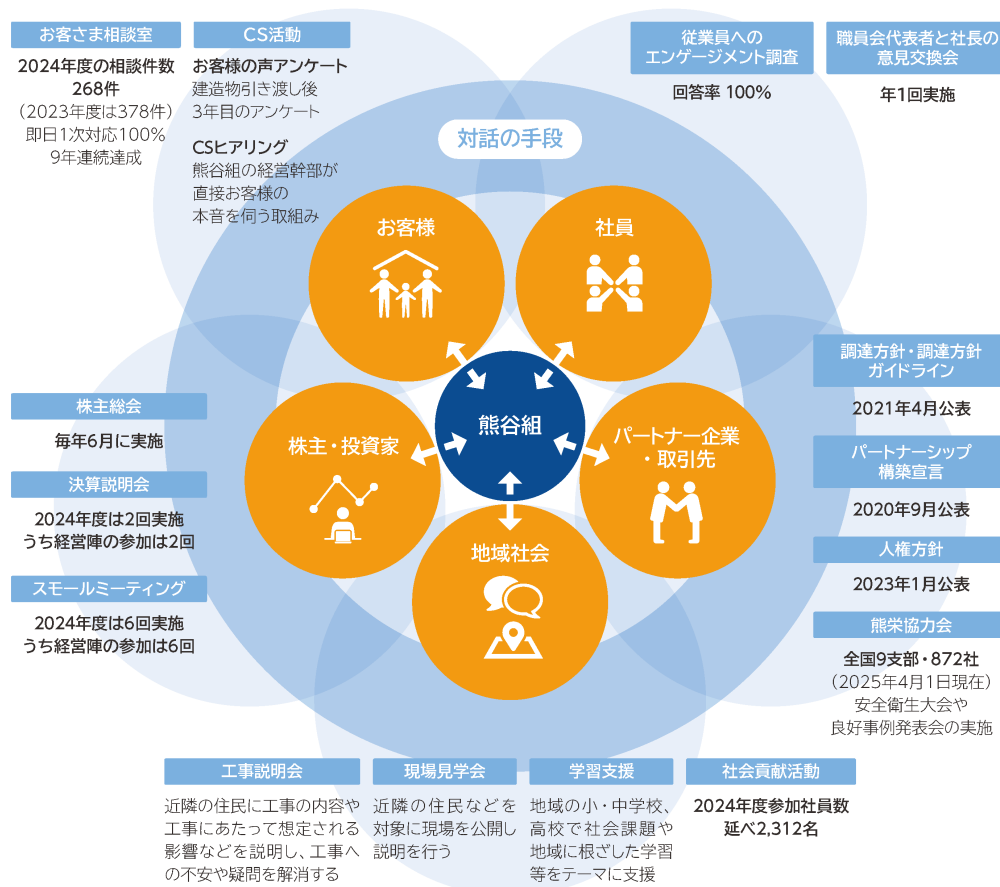 お客さま相談室
2024年度の相談件数
268件
（2023年度は378件）
即日1次対応100%
9年連続達成
CS活動
お客様の声アンケート
建造物引き渡し後
3年目のアンケート
CSヒアリング
熊谷組の経営幹部が
直接お客様の
本音を伺う取組み
従業員への
エンゲージメント調査
回答率 100%
職員会代表者と社長の
意見交換会
年1回実施
対話の手段
お客様
社員
熊谷組
株主・投資家
パートナー企業
・取引先
地域社会
株主総会
毎年6月に実施
決算説明会
2024年度は2回実施
うち経営陣の参加は2回
スモールミーティング
2024年度は6回実施
うち経営陣の参加は6回
調達方針・調達方針
ガイドライン
2021年4月公表
パートナーシップ
構築宣言
2020年9月公表
人権方針
2023年1月公表
熊栄協力会
全国9支部・872社
（2025年4月1日現在）
安全衛生大会や
良好事例発表会の実施
工事説明会
近隣の住民に工事の内容や
工事にあたって想定される
影響などを説明し、工事へ
の不安や疑問を解消する
現場見学会
近隣の住民などを
対象に現場を公開し
説明を行う
学習支援
地域の小・中学校、
高校で社会課題や
地域に根ざした学習
等をテーマに支援
社会貢献活動
2024年度参加社員数
延べ2,312名